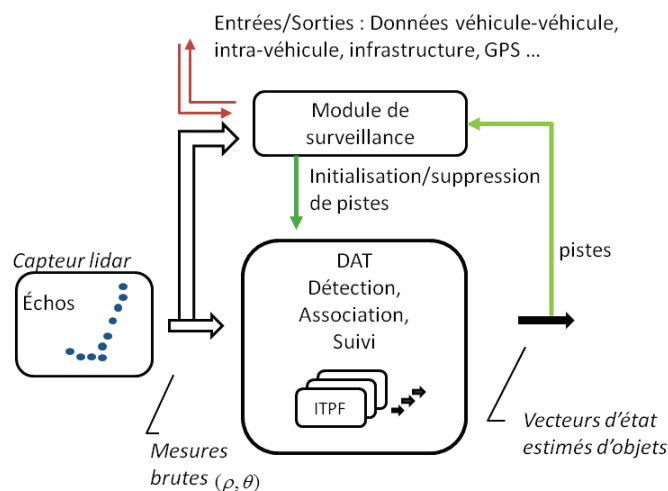 Entrées/Sorties : Données véhicule-véhicule,
intra-véhicule, infrastructure, GPS ...
Module de
surveillance
Initialisation/suppression
de pistes
Capteur lidar
Échos
DAT
Détection,
Association,
Suivi
ITPF
pistes
Mesures
brutes (ρ, θ)
Vecteurs d’état
estimés d’objets